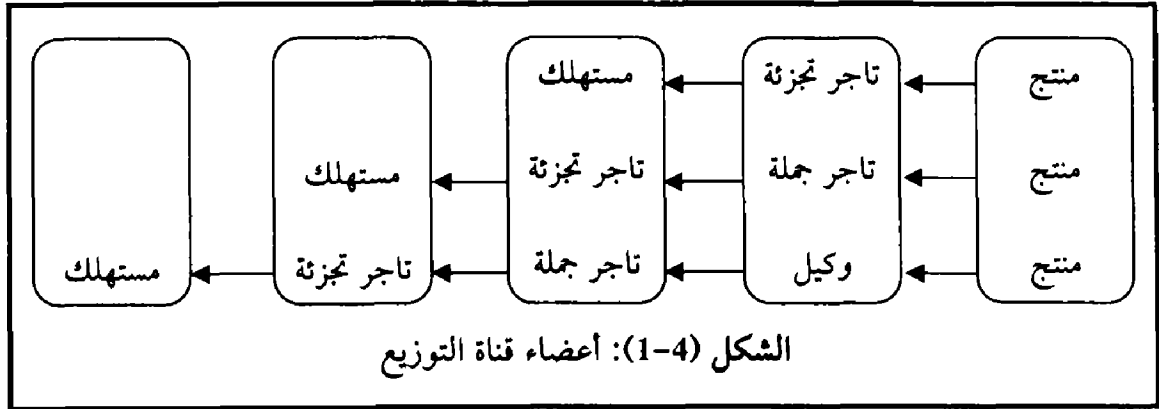 منتج تاجر تجزئة مستهلك
منتج تاجر جملة تاجر تجزئة مستهلك
منتج وكيل تاجر جملة تاجر تجزئة مستهلك
الشكل (4-1): أعضاء قناة التوزيع